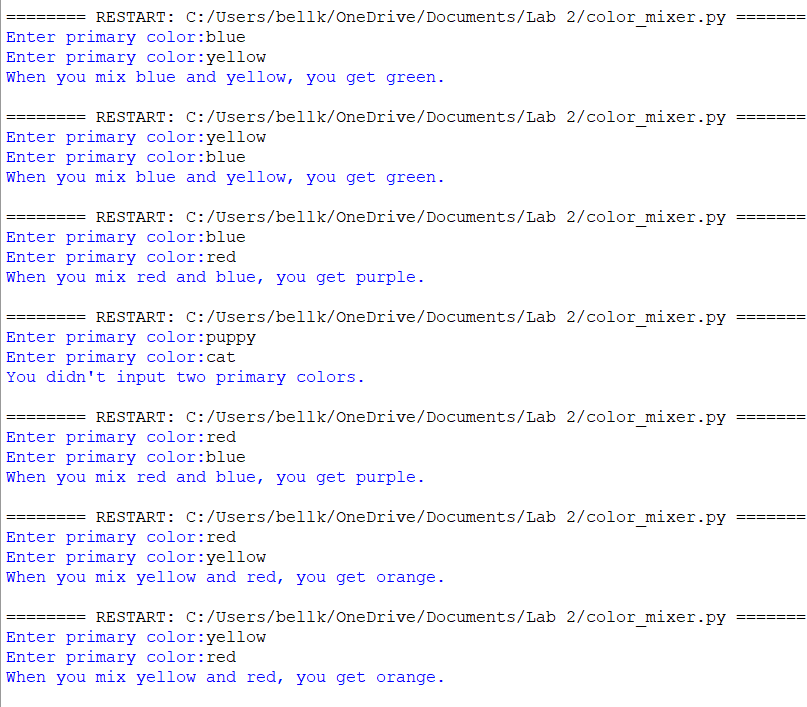 ======== RESTART: C:/Users/bellk/OneDrive/Documents/Lab 2/color_mixer.py =======
Enter primary color:blue
Enter primary color:yellow
When you mix blue and yellow, you get green.
======== RESTART: C:/Users/bellk/OneDrive/Documents/Lab 2/color_mixer.py =======
Enter primary color:yellow
Enter primary color:blue
When you mix blue and yellow, you get green.
======== RESTART: C:/Users/bellk/OneDrive/Documents/Lab 2/color_mixer.py =======
Enter primary color:blue
Enter primary color:red
When you mix red and blue, you get purple.
======== RESTART: C:/Users/bellk/OneDrive/Documents/Lab 2/color_mixer.py =======
Enter primary color:puppy
Enter primary color:cat
You didn't input two primary colors.
======== RESTART: C:/Users/bellk/OneDrive/Documents/Lab 2/color_mixer.py =======
Enter primary color:red
Enter primary color:blue
When you mix red and blue, you get purple.
======== RESTART: C:/Users/bellk/OneDrive/Documents/Lab 2/color_mixer.py =======
Enter primary color:red
Enter primary color:yellow
When you mix yellow and red, you get orange.
======== RESTART: C:/Users/bellk/OneDrive/Documents/Lab 2/color_mixer.py =======
Enter primary color:yellow
Enter primary color:red
When you mix yellow and red, you get orange.